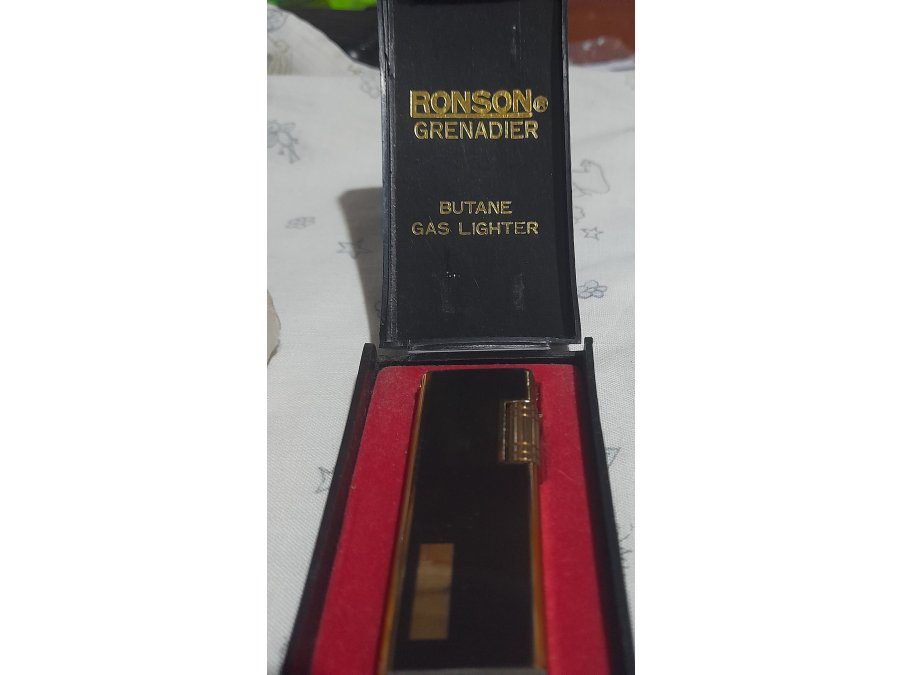 RONSON®
GRENADIER
BUTANE
GAS LIGHTER